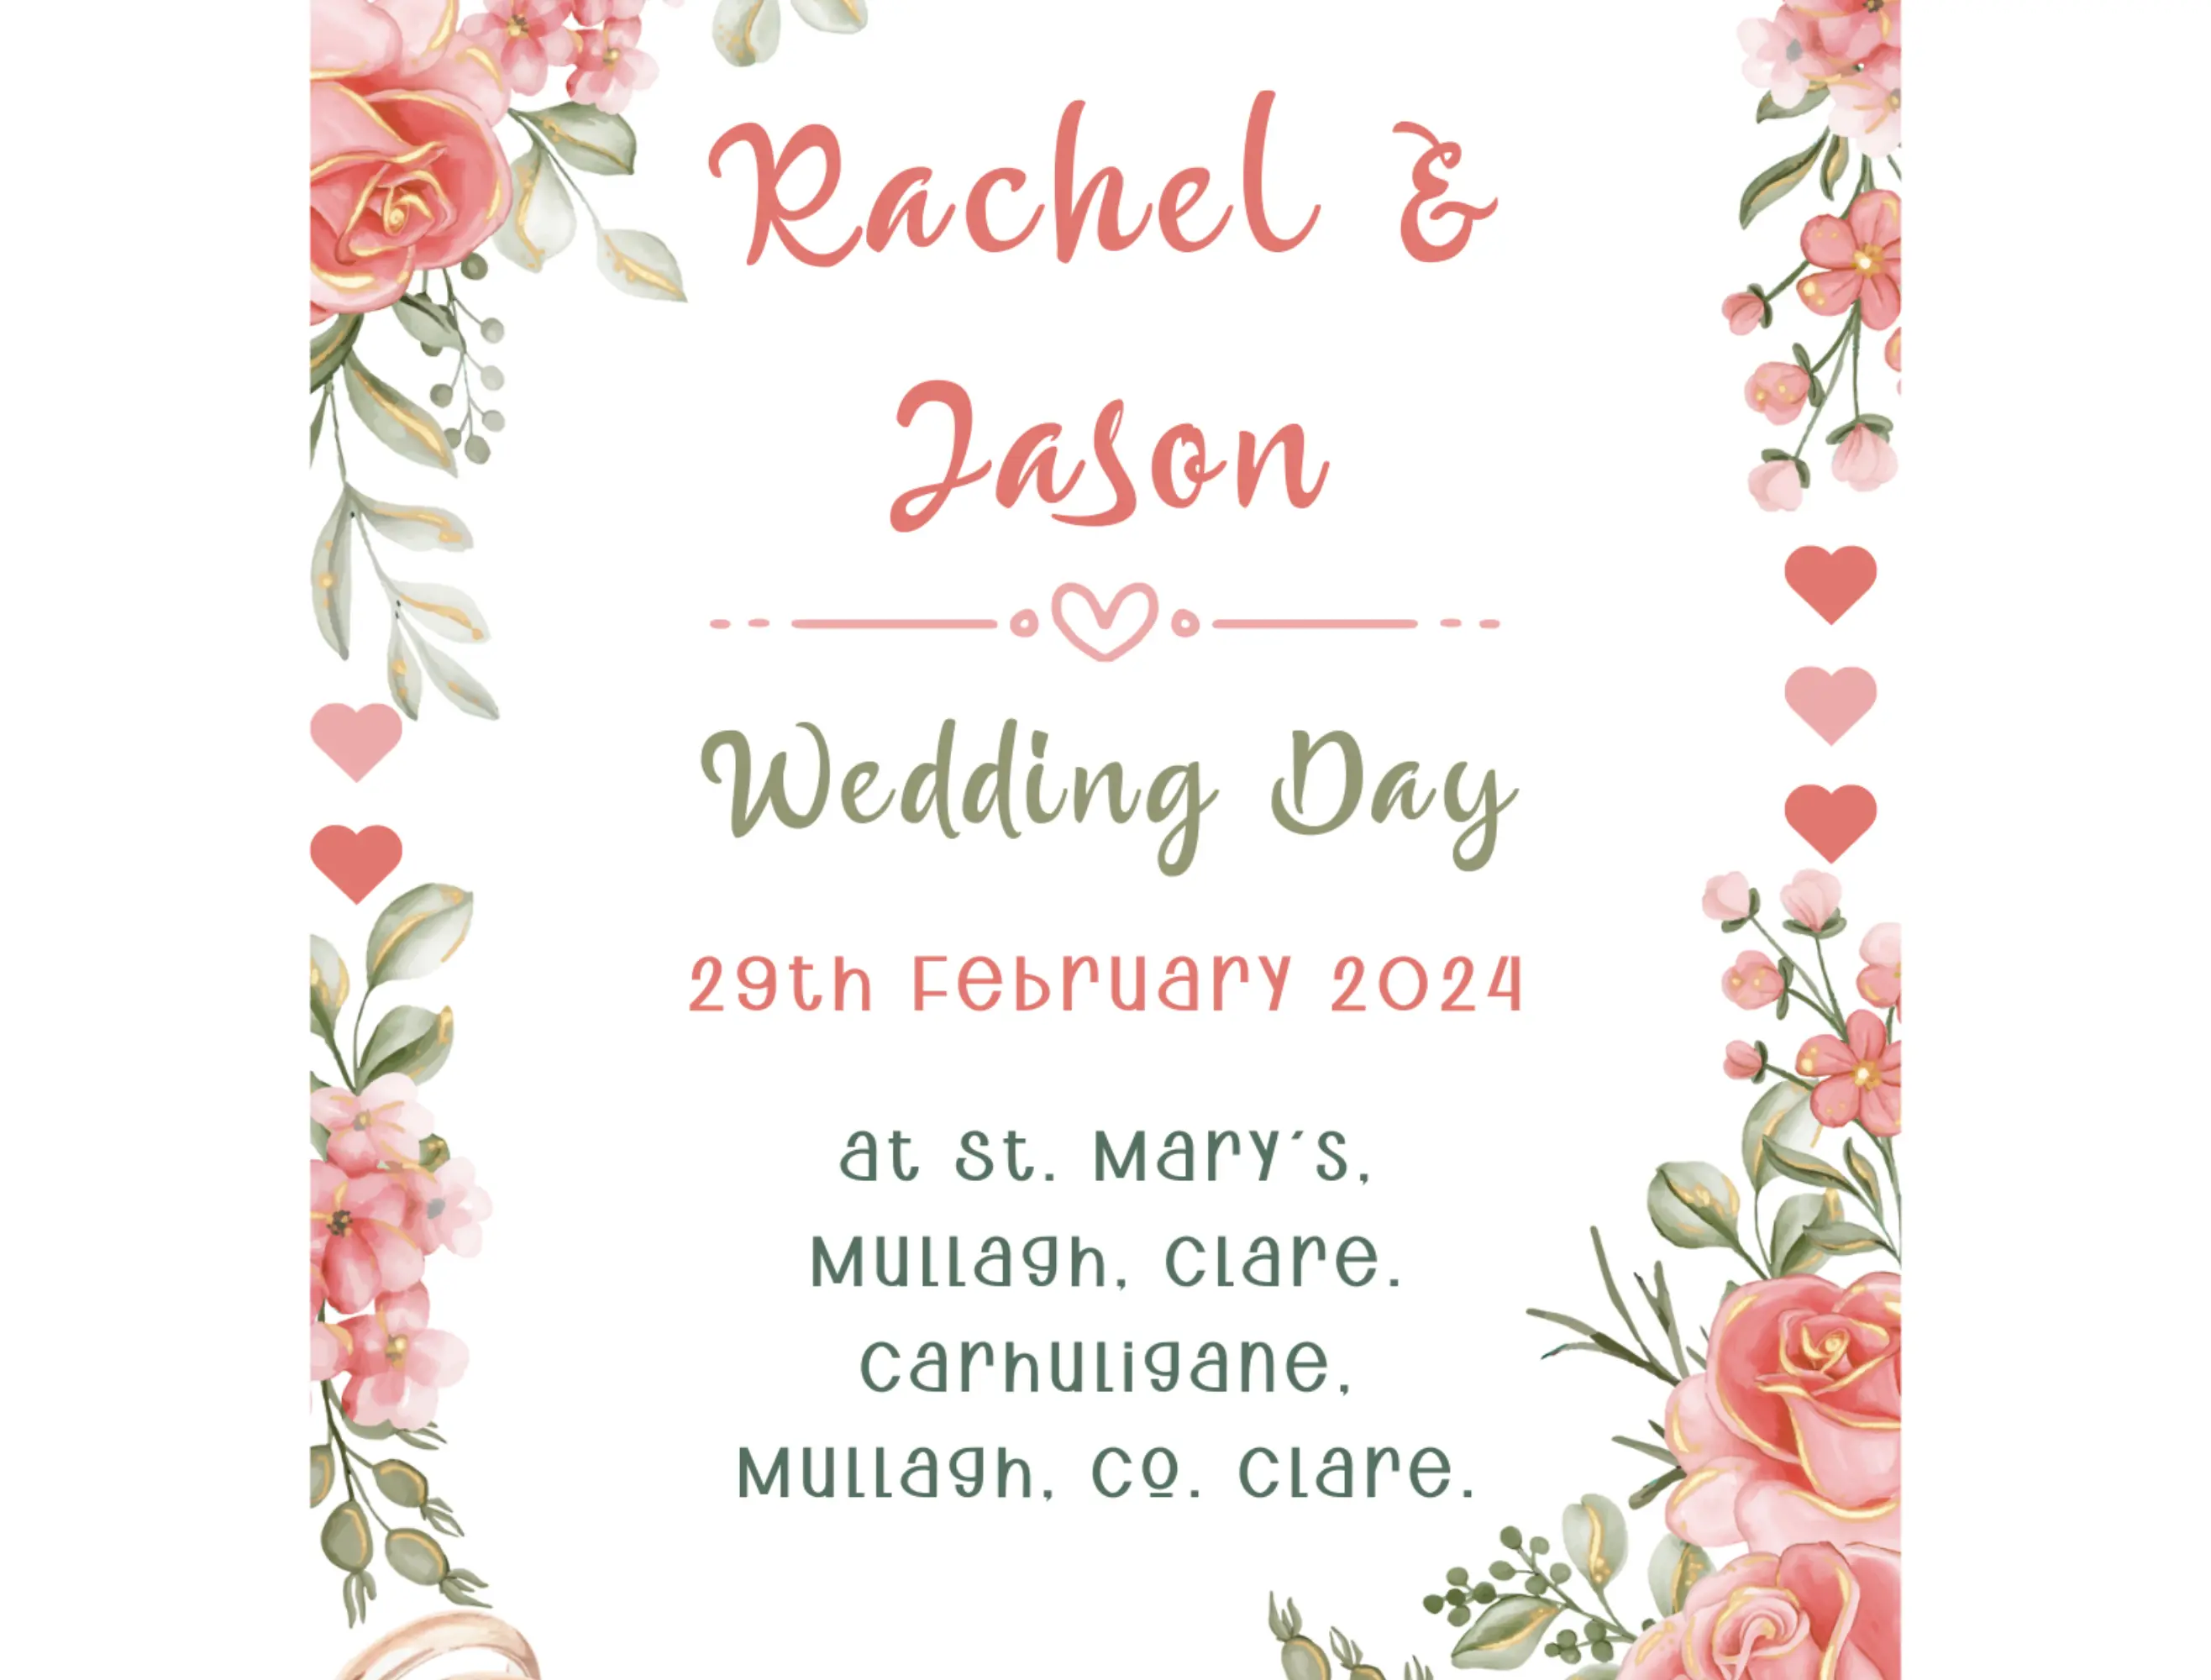 Rachel &
Jason
Wedding Day
29th February 2024
at St. Mary's,
Mullagh, Clare.
Carhuligane,
Mullagh, Co. Clare.